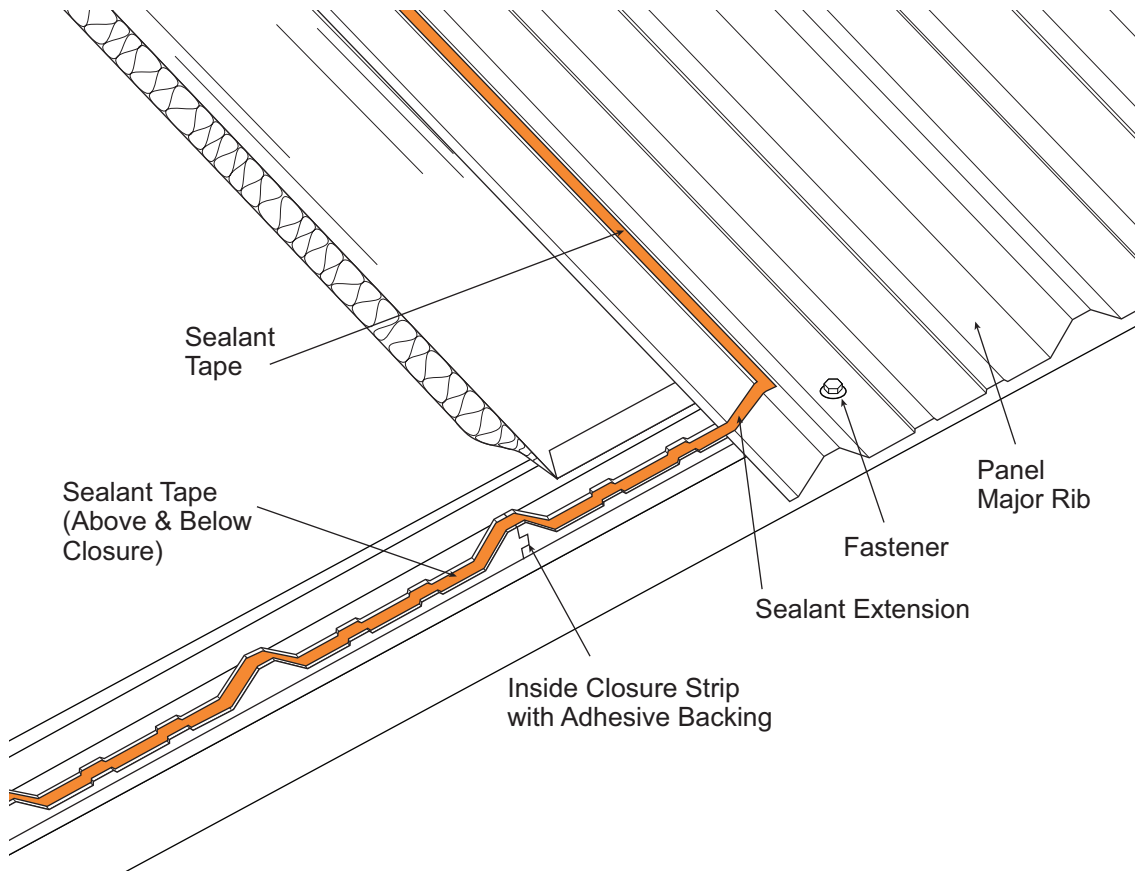 Sealant
Tape
Sealant Tape
(Above & Below
Closure)
Panel
Major Rib
Fastener
Sealant Extension
Inside Closure Strip
with Adhesive Backing